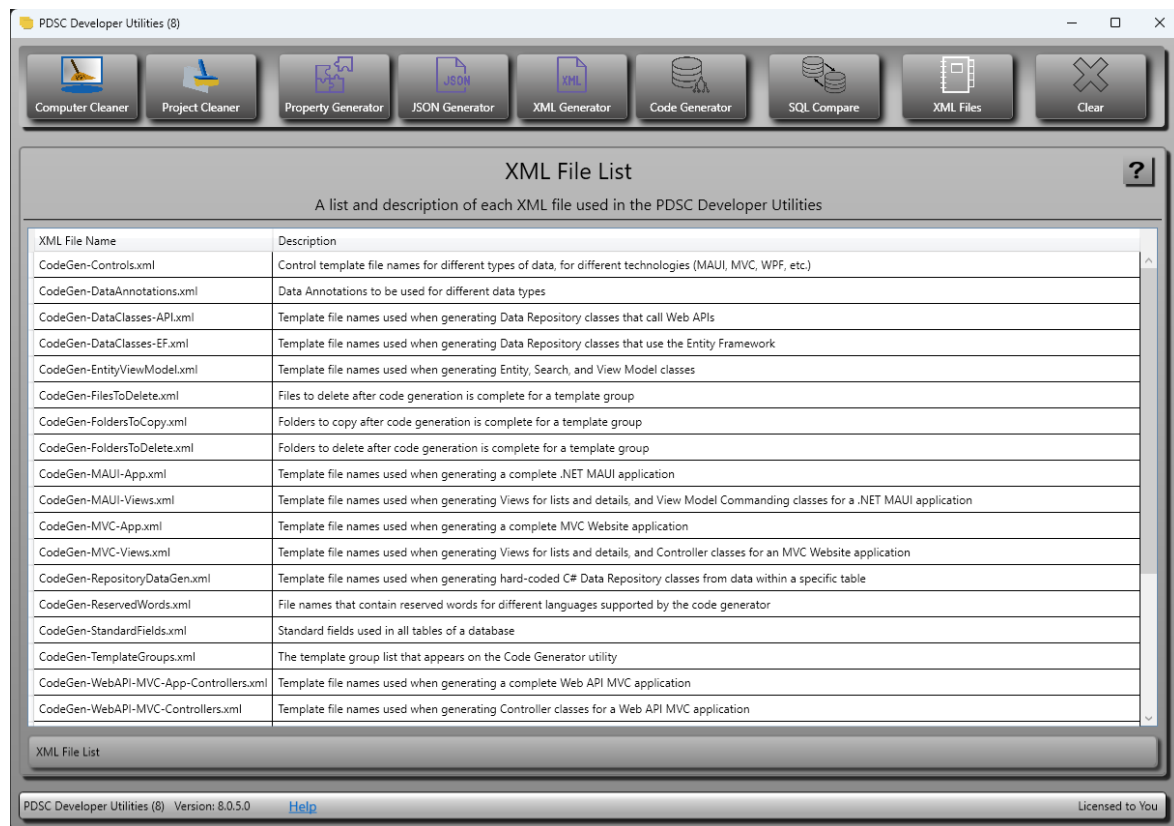 PDSC Developer Utilities (8)
Computer Cleaner Project Cleaner Property Generator JSON JSON Generator XML XML Generator Code Generator SQL Compare XML Files Clear
XML File List ?
A list and description of each XML file used in the PDSC Developer Utilities
XML File Name Description
CodeGen-Controls.xml Control template file names for different types of data, for different technologies (MAUI, MVC, WPF, etc.)
CodeGen-DataAnnotations.xml Data Annotations to be used for different data types
CodeGen-DataClasses-API.xml Template file names used when generating Data Repository classes that call Web APIs
CodeGen-DataClasses-EF.xml Template file names used when generating Data Repository classes that use the Entity Framework
CodeGen-EntityViewModel.xml Template file names used when generating Entity, Search, and View Model classes
CodeGen-FilesToDelete.xml Files to delete after code generation is complete for a template group
CodeGen-FoldersToCopy.xml Folders to copy after code generation is complete for a template group
CodeGen-FoldersToDelete.xml Folders to delete after code generation is complete for a template group
CodeGen-MAUI-App.xml Template file names used when generating a complete .NET MAUI application
CodeGen-MAUI-Views.xml Template file names used when generating Views for lists and details, and View Model Commanding classes for a .NET MAUI application
CodeGen-MVC-App.xml Template file names used when generating a complete MVC Website application
CodeGen-MVC-Views.xml Template file names used when generating Views for lists and details, and Controller classes for an MVC Website application
CodeGen-RepositoryDataGen.xml Template file names used when generating hard-coded C# Data Repository classes from data within a specific table
CodeGen-ReservedWords.xml File names that contain reserved words for different languages supported by the code generator
CodeGen-StandardFields.xml Standard fields used in all tables of a database
CodeGen-TemplateGroups.xml The template group list that appears on the Code Generator utility
CodeGen-WebAPI-MVC-App-Controllers.xml Template file names used when generating a complete Web API MVC application
CodeGen-WebAPI-MVC-Controllers.xml Template file names used when generating Controller classes for a Web API MVC application
XML File List
PDSC Developer Utilities (8) Version: 8.0.5.0 Help Licensed to You